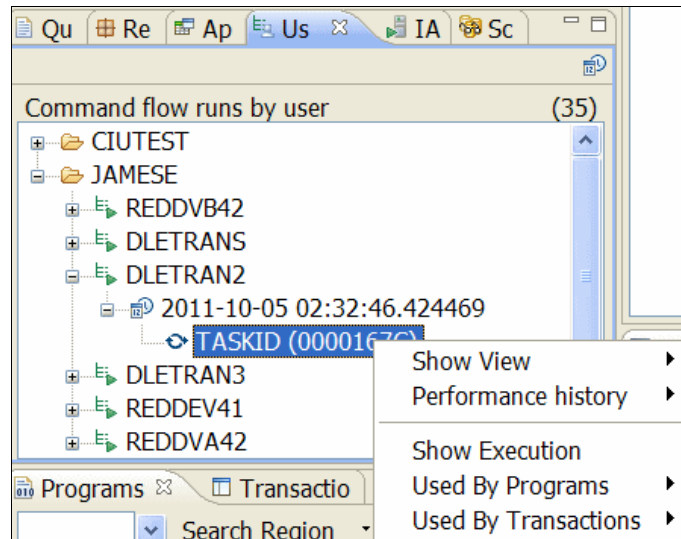 Qu Re Ap Us IA Sc
Command flow runs by user (35)
CIUTEST
JAMESE
REDDVB42
DLETRANS
DLETRAN2
2011-10-05 02:32:46.424469
TASKID (0000167C)
Show View
DLETRAN3
Performance history
REDDEV41
Show Execution
REDDVA42
Used By Programs
Programs Transactio
Used By Transactions
Search Region